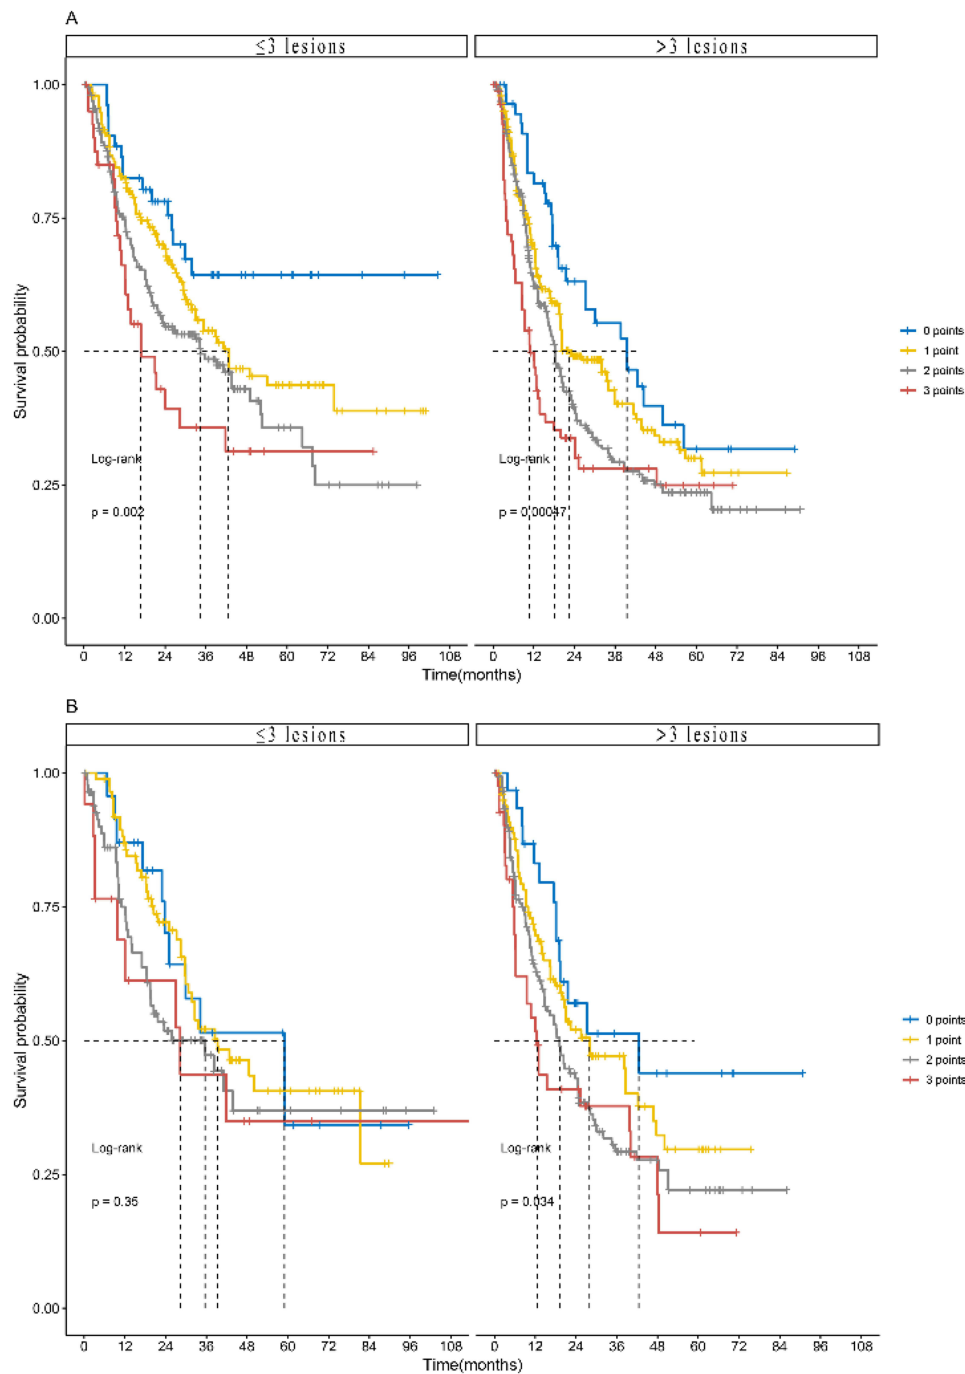 A
≤3 lesions
>3 lesions
Survival probability
1.00
0.75
0.50
0.25
0.00
Log-rank
p = 0.002
Log-rank
p = 0.00047
0 points
1 point
2 points
3 points
0 12 24 36 48 60 72 84 96 108
0 12 24 36 48 60 72 84 96 108
Time(months)
B
≤3 lesions
>3 lesions
Survival probability
1.00
0.75
0.50
0.25
0.00
Log-rank
p = 0.35
Log-rank
p = 0.034
0 points
1 point
2 points
3 points
0 12 24 36 48 60 72 84 96 108
0 12 24 36 48 60 72 84 96 108
Time(months)